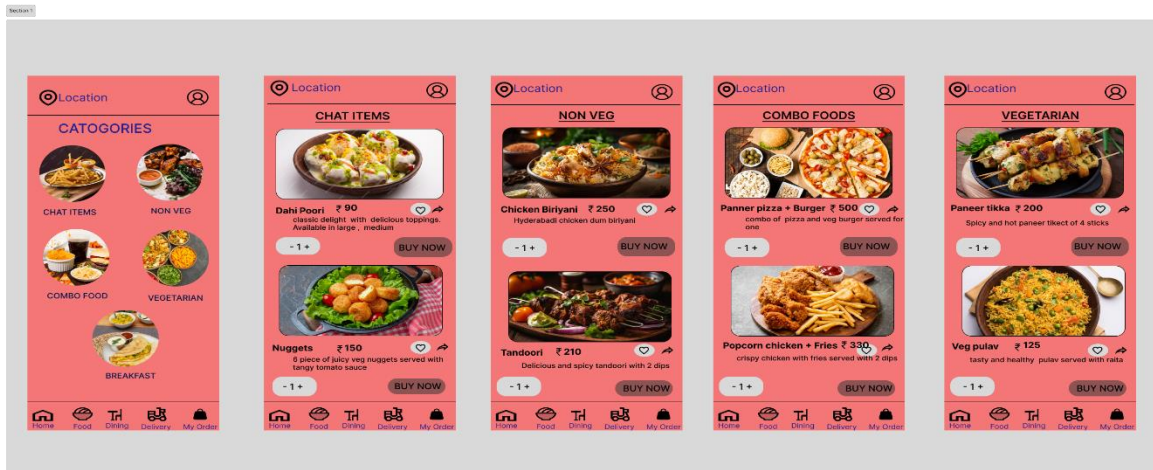 Section 1
Location
CATOGORIES
CHAT ITEMS
NON VEG
COMBO FOOD
VEGETARIAN
BREAKFAST
Home Food Dining Delivery My Order
Location
CHAT ITEMS
Dahi Poori ₹ 90
classic delight with delicious toppings.
Available in large , medium
- 1 +
BUY NOW
Nuggets ₹ 150
6 piece of juicy veg nuggets served with
tangy tomato sauce
- 1 +
BUY NOW
Home Food Dining Delivery My Order
Location
NON VEG
Chicken Biriyani ₹ 250
Hyderabadi chicken dum biriyani
- 1 +
BUY NOW
Tandoori ₹ 210
Delicious and spicy tandoori with 2 dips
- 1 +
BUY NOW
Home Food Dining Delivery My Order
Location
COMBO FOODS
Panner pizza + Burger ₹ 500
combo of pizza and veg burger served for
one
- 1 +
BUY NOW
Popcorn chicken + Fries ₹ 330
crispy chicken with fries served with 2 dips
- 1 +
BUY NOW
Home Food Dining Delivery My Order
Location
VEGETARIAN
Paneer tikka ₹ 200
Spicy and hot paneer tikect of 4 sticks
- 1 +
BUY NOW
Veg pulav ₹ 125
tasty and healthy pulav served with raita
- 1 +
BUY NOW
Home Food Dining Delivery My Order